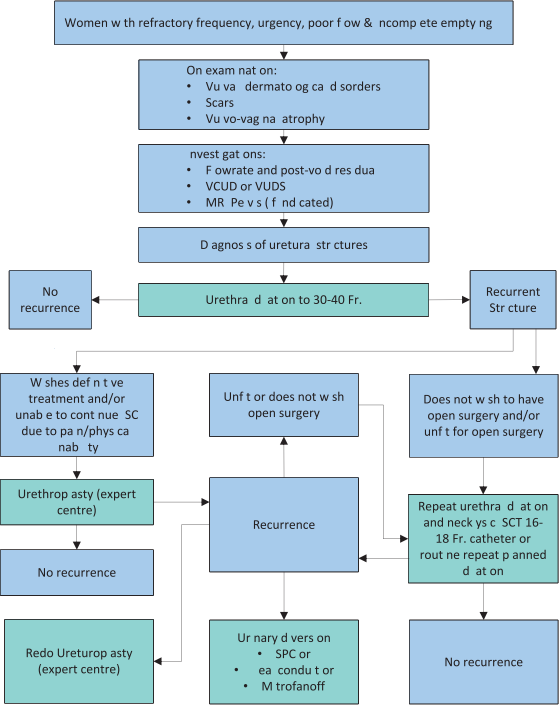 Women w th refractory frequency, urgency, poor f ow & ncomp ete empty ng
On exam nat on:
• Vu va dermato og ca d sorders
• Scars
• Vu vo-vag na atrophy
nvest gat ons:
• F owrate and post-vo d res dua
• VCUD or VUDS
• MR Pe v s ( f nd cated)
D agnos s of uretura str ctures
No
recurrence
Urethra d at on to 30-40 Fr.
Recurrent
Str cture
W shes def n t ve
treatment and/or
unab e to cont nue SC
due to pa n/phys ca
nab ty
Unf t or does not w sh
open surgery
Does not w sh to have
open surgery and/or
unf t for open surgery
Urethrop asty (expert
centre)
Recurrence
Repeat urethra d at on
and neck ys c SCT 16-
18 Fr. catheter or
rout ne repeat p anned
d at on
No recurrence
Redo Ureturop asty
(expert centre)
Ur nary d vers on
• SPC or
• ea condu t or
• M trofanoff
No recurrence